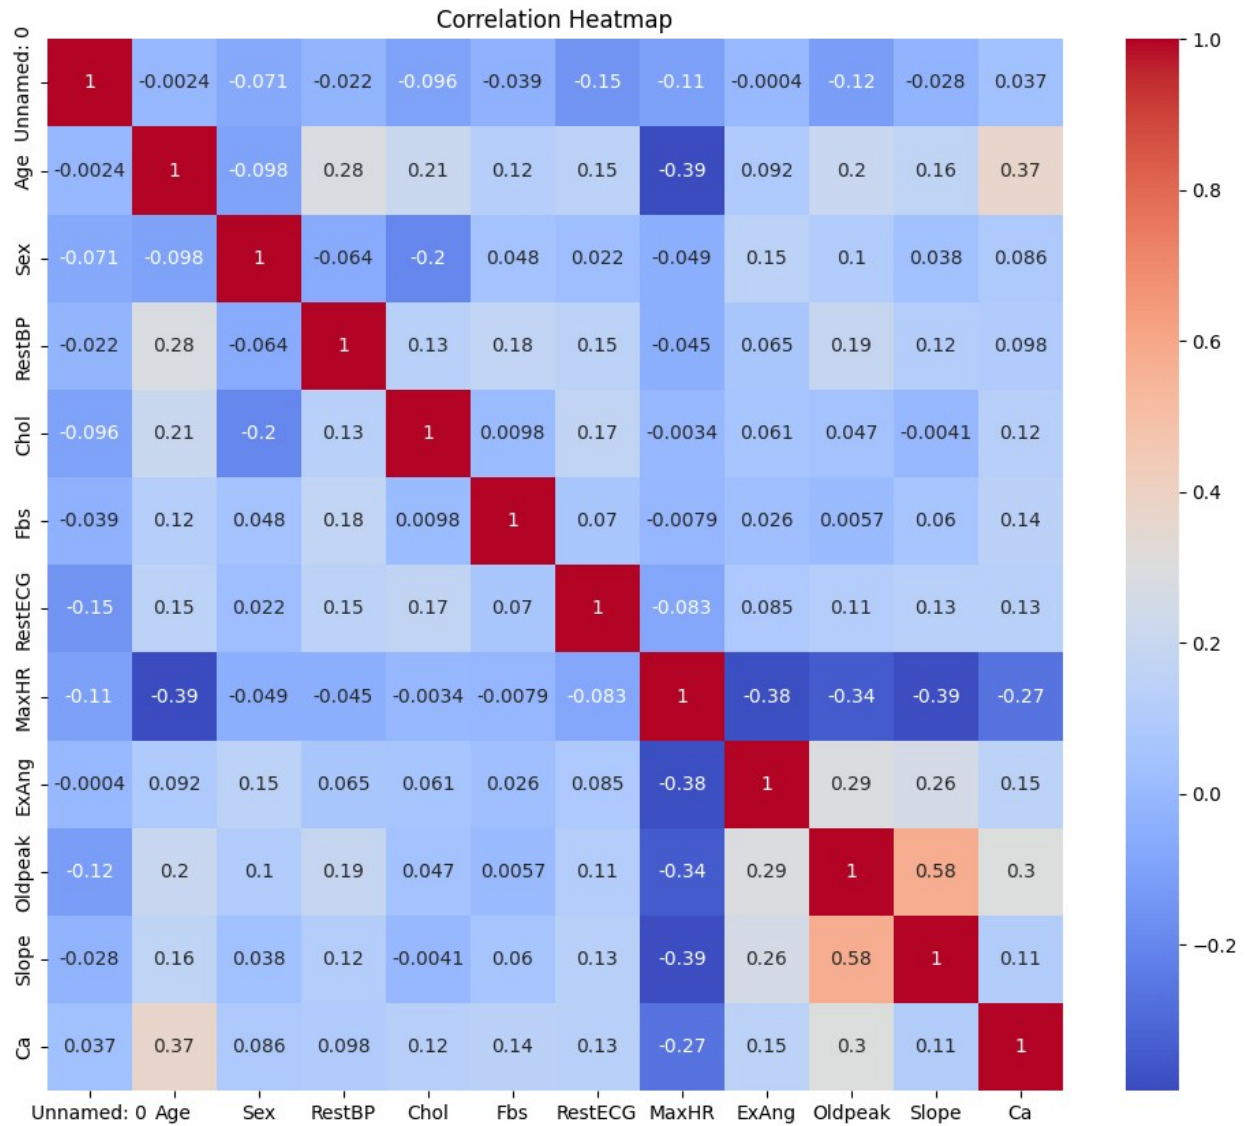 Correlation Heatmap
Unnamed: 0 1 -0.0024 -0.071 -0.022 -0.096 -0.039 -0.15 -0.11 -0.0004 -0.12 -0.028 0.037
Age -0.0024 1 -0.098 0.28 0.21 0.12 0.15 -0.39 0.092 0.2 0.16 0.37
Sex -0.071 -0.098 1 -0.064 -0.2 0.048 0.022 -0.049 0.15 0.1 0.038 0.086
RestBP -0.022 0.28 -0.064 1 0.13 0.18 0.15 -0.045 0.065 0.19 0.12 0.098
Chol -0.096 0.21 -0.2 0.13 1 0.0098 0.17 -0.0034 0.061 0.047 -0.0041 0.12
Fbs -0.039 0.12 0.048 0.18 0.0098 1 0.07 -0.0079 0.026 0.0057 0.06 0.14
RestECG -0.15 0.15 0.022 0.15 0.17 0.07 1 -0.083 0.085 0.11 0.13 0.13
MaxHR -0.11 -0.39 -0.049 -0.045 -0.0034 -0.0079 -0.083 1 -0.38 -0.34 -0.39 -0.27
ExAng -0.0004 0.092 0.15 0.065 0.061 0.026 0.085 -0.38 1 0.29 0.26 0.15
Oldpeak -0.12 0.2 0.1 0.19 0.047 0.0057 0.11 -0.34 0.29 1 0.58 0.3
Slope -0.028 0.16 0.038 0.12 -0.0041 0.06 0.13 -0.39 0.26 0.58 1 0.11
Ca 0.037 0.37 0.086 0.098 0.12 0.14 0.13 -0.27 0.15 0.3 0.11 1
Unnamed: 0 Age Sex RestBP Chol Fbs RestECG MaxHR ExAng Oldpeak Slope Ca
1.0
0.8
0.6
0.4
0.2
0.0
−0.2